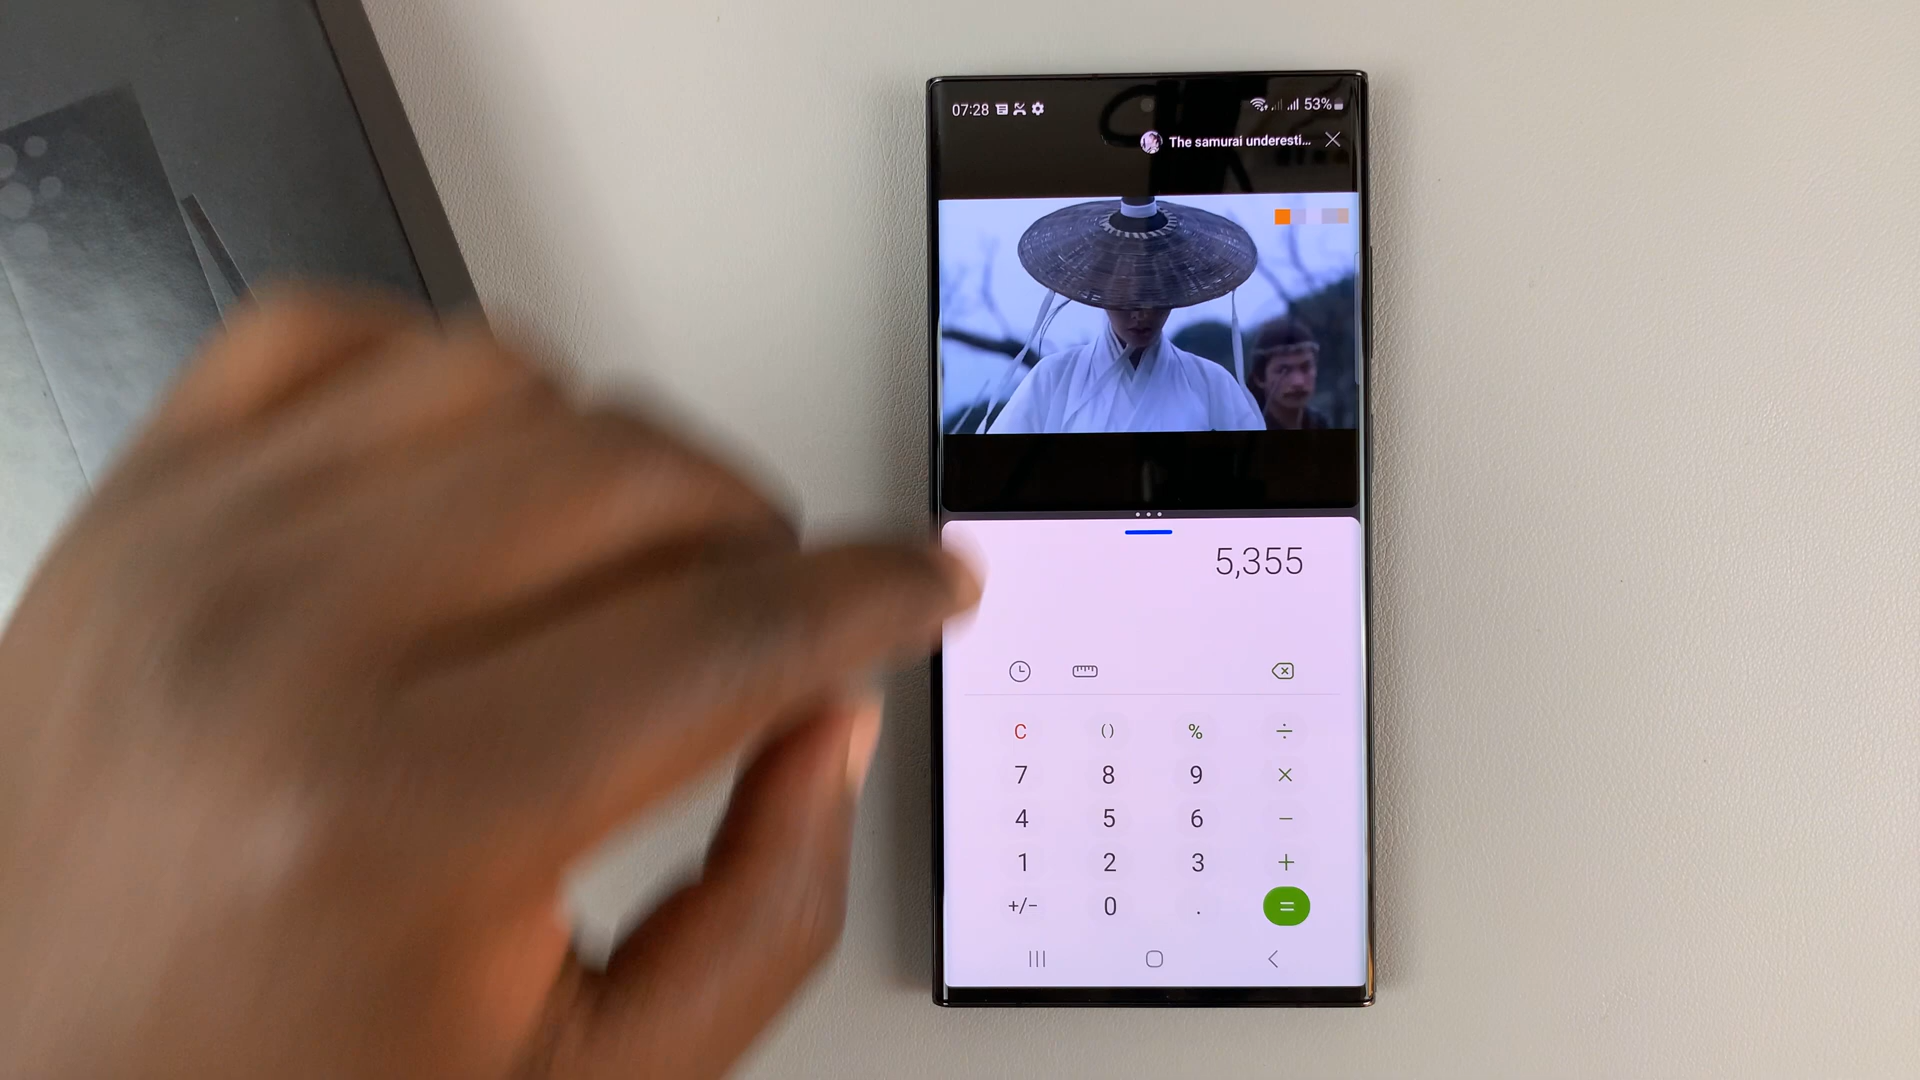 07:28 53%
The samurai underesti...
5,355
C () % ÷
7 8 9 ×
4 5 6 −
1 2 3 +
+/− 0 . =